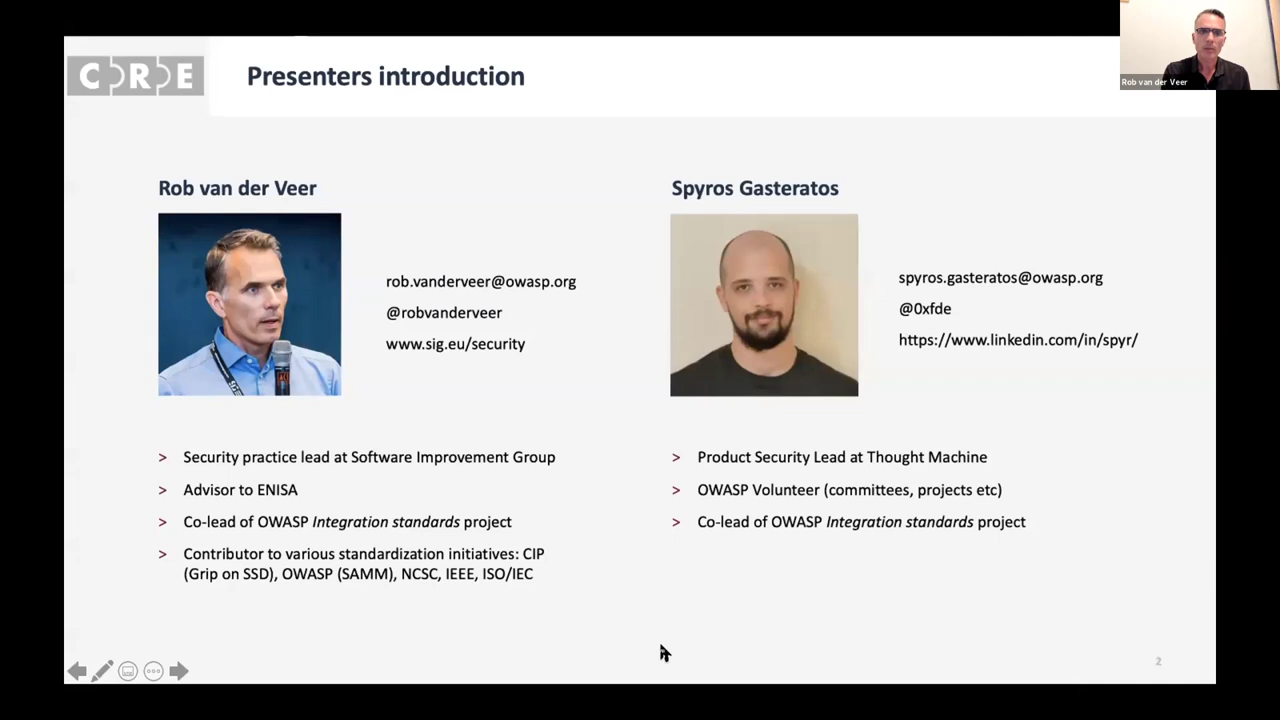 CRE
Presenters introduction
Rob van der Veer
Rob van der Veer
rob.vanderveer@owasp.org
@robvanderveer
www.sig.eu/security
> Security practice lead at Software Improvement Group
> Advisor to ENISA
> Co-lead of OWASP Integration standards project
> Contributor to various standardization initiatives: CIP
(Grip on SSD), OWASP (SAMM), NCSC, IEEE, ISO/IEC
Spyros Gasteratos
spyros.gasteratos@owasp.org
@0xfde
https://www.linkedin.com/in/spyr/
> Product Security Lead at Thought Machine
> OWASP Volunteer (committees, projects etc)
> Co-lead of OWASP Integration standards project
2